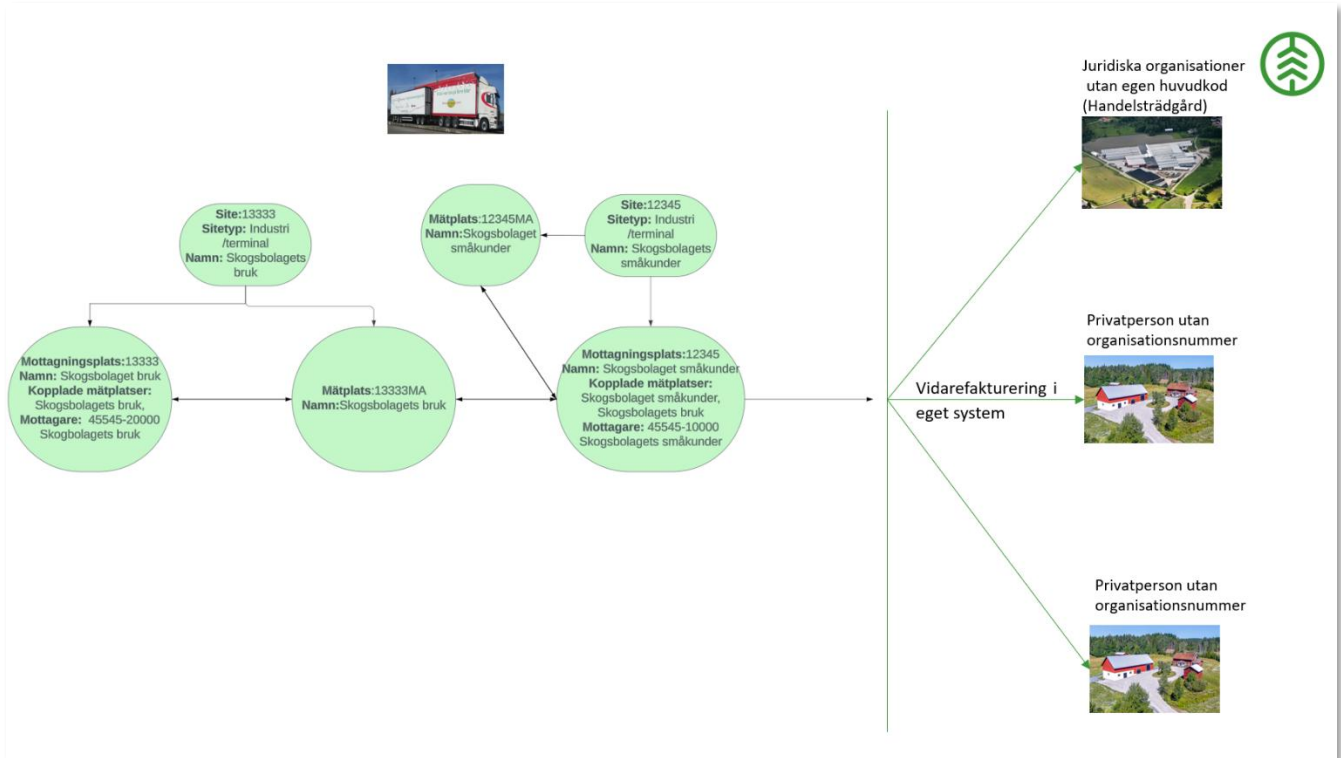 Juridiska organisationer
utan egen huvudkod
(Handelsträdgård)
Site:13333
Sitetyp: Industri
/terminal
Namn: Skogsbolagets
bruk
Mätplats:12345MA
Namn:Skogsbolaget
småkunder
Site:12345
Sitetyp: Industri
/terminal
Namn: Skogsbolagets
småkunder
Mottagningsplats:13333
Namn: Skogsbolaget bruk
Kopplade mätplatser:
Skogsbolagets bruk,
Mottagare: 45545-20000
Skogbolagets bruk
Mätplats:13333MA
Namn:Skogsbolagets bruk
Mottagningsplats:12345
Namn: Skogsbolaget småkunder
Kopplade mätplatser:
Skogsbolaget småkunder,
Skogsbolagets bruk
Mottagare: 45545-10000
Skogsbolagets småkunder
Vidarefakturering i
eget system
Privatperson utan
organisationsnummer
Privatperson utan
organisationsnummer